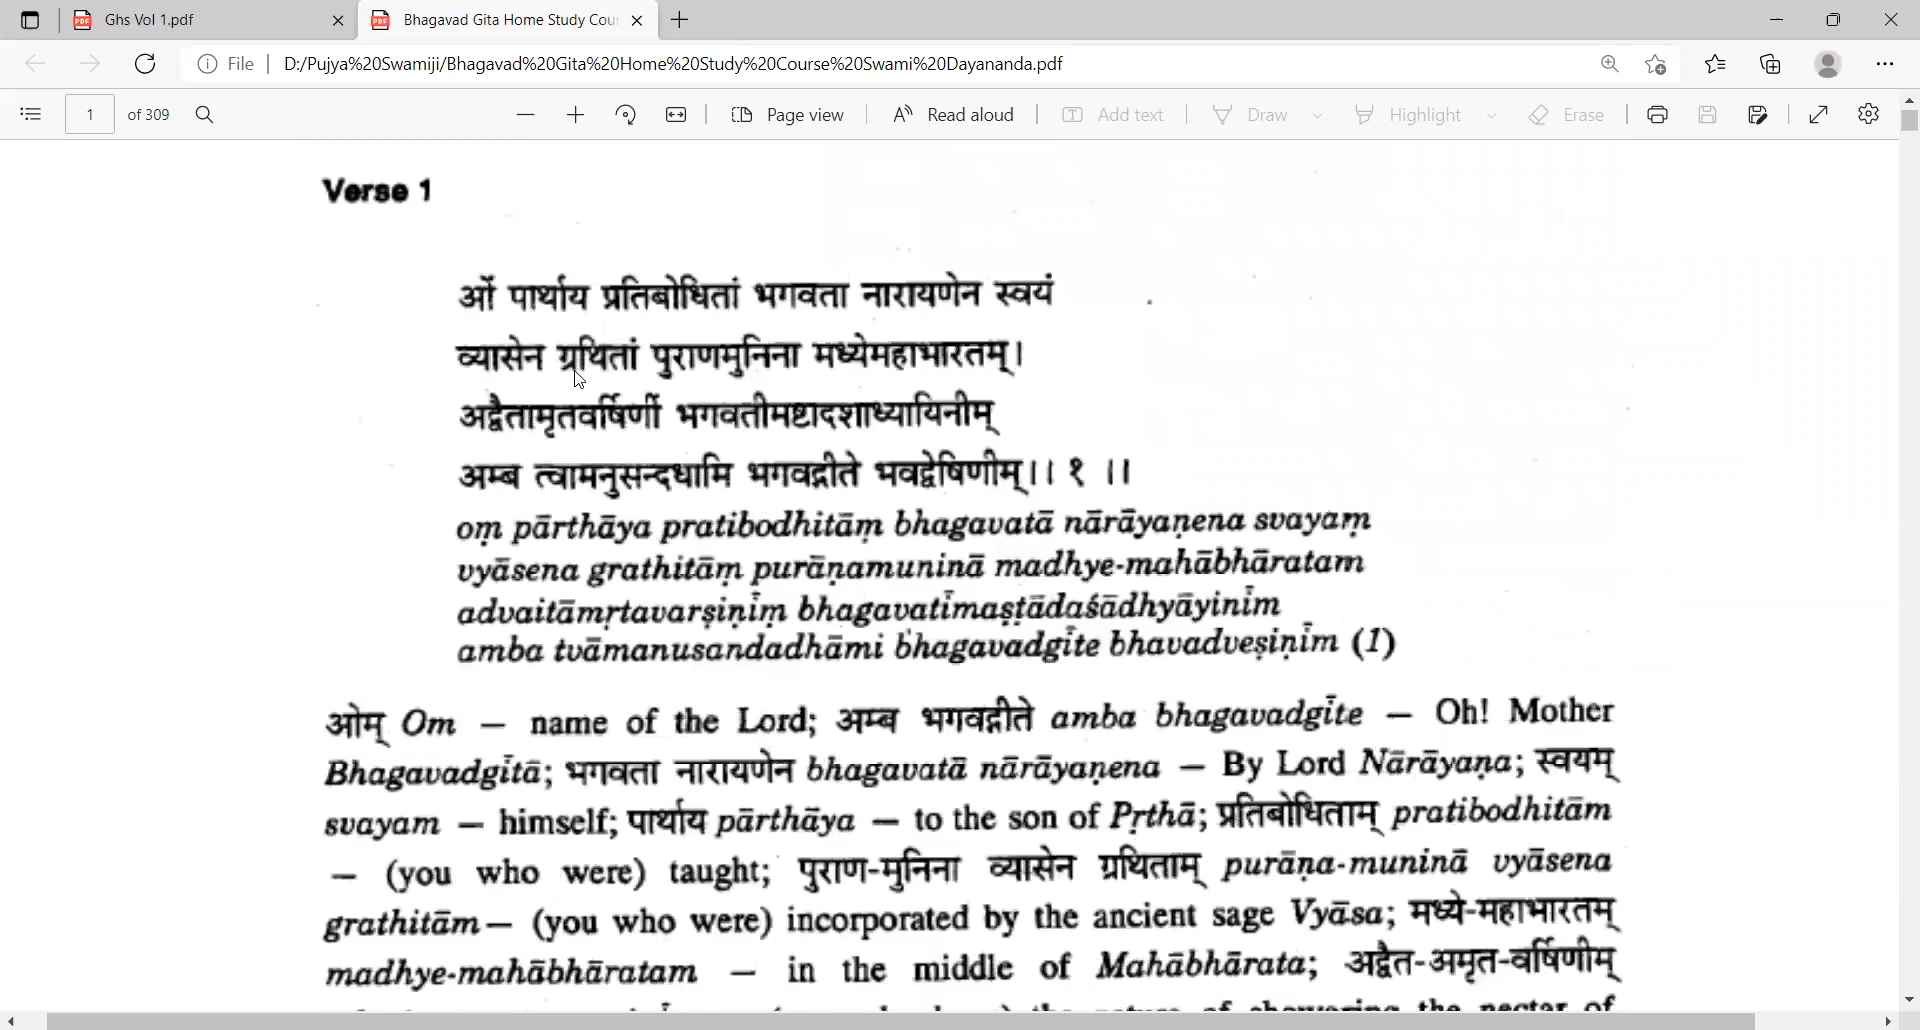 Ghs Vol 1.pdf
Bhagavad Gita Home Study Cou
File
D:/Pujya%20Swamiji/Bhagavad%20Gita%20Home%20Study%20Course%20Swami%20Dayananda.pdf
1 of 309
Page view
Read aloud
Add text
Draw
Highlight
Erase
Verse 1
ओं पार्थाय प्रतिबोधितां भगवता नारायणेन स्वयं
व्यासेन ग्रथितां पुराणमुनिना मध्येमहाभारतम्।
अद्वैतामृतवर्षिणीं भगवतीमष्टादशाध्यायिनीम्
अम्ब त्वामनुसन्दधामि भगवद्गीते भवद्वेषिणीम्।। १ ।।
oṃ pārthāya pratibodhitāṃ bhagavatā nārāyaṇena svayaṃ
vyāsena grathitāṃ purāṇamuninā madhye-mahābhāratam
advaitāmṛtavarṣiṇīṃ bhagavatīmaṣṭādaśādhyāyinīm
amba tvāmanusandadhāmi bhagavadgīte bhavadveṣiṇīm (1)
ओम् Om — name of the Lord; अम्ब भगवद्गीते amba bhagavadgīte — Oh! Mother
Bhagavadgītā; भगवता नारायणेन bhagavatā nārāyaṇena — By Lord Nārāyaṇa; स्वयम्
svayam — himself; पार्थाय pārthāya — to the son of Pṛthā; प्रतिबोधिताम् pratibodhitām
— (you who were) taught; पुराण-मुनिना व्यासेन ग्रथिताम् purāṇa-muninā vyāsena
grathitām — (you who were) incorporated by the ancient sage Vyāsa; मध्ये-महाभारतम्
madhye-mahābhāratam — in the middle of Mahābhārata; अद्वैत-अमृत-वर्षिणीम्
the nature of showering the nectar of